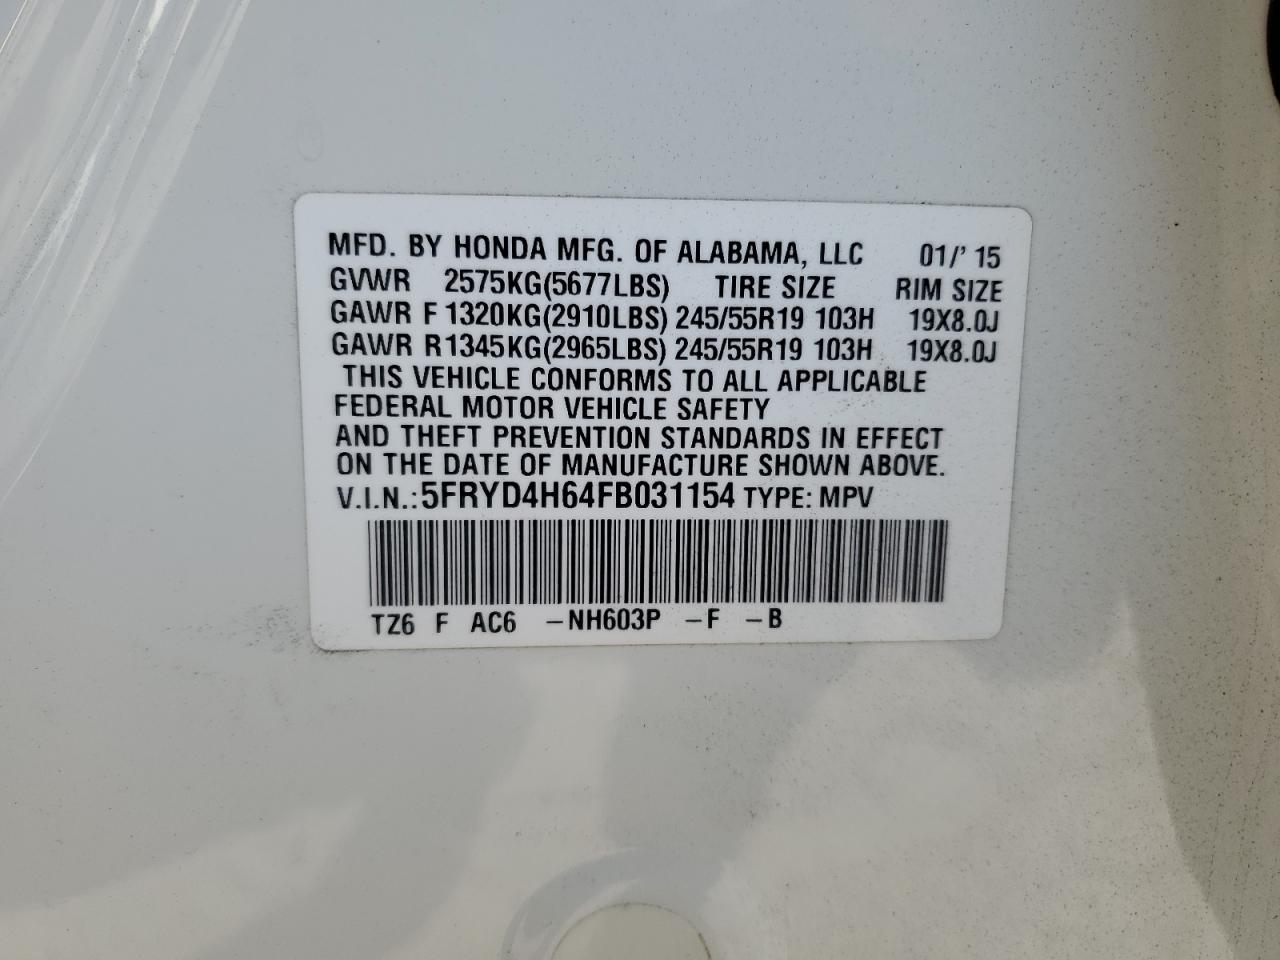 MFD. BY HONDA MFG. OF ALABAMA, LLC 01/'15
GVWR 2575KG(5677LBS) TIRE SIZE RIM SIZE
GAWR F 1320KG(2910LBS) 245/55R19 103H 19X8.0J
GAWR R1345KG(2965LBS) 245/55R19 103H 19X8.0J
THIS VEHICLE CONFORMS TO ALL APPLICABLE
FEDERAL MOTOR VEHICLE SAFETY
AND THEFT PREVENTION STANDARDS IN EFFECT
ON THE DATE OF MANUFACTURE SHOWN ABOVE.
V.I.N.: 5FRYD4H64FB031154 TYPE: MPV
TZ6 F AC6 -NH603P -F -B